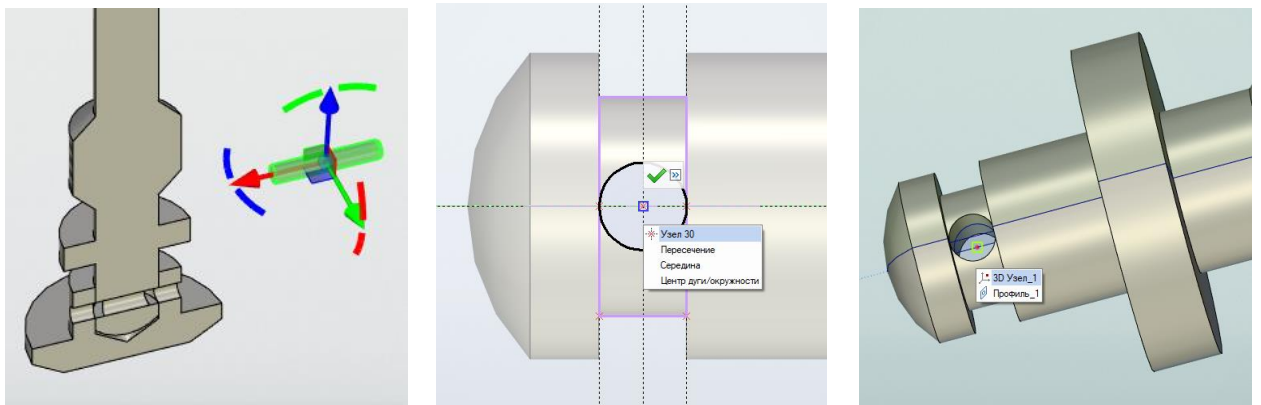 Узел 30
Пересечение
Середина
Центр дуги/окружности
3D Узел_1
Профиль_1